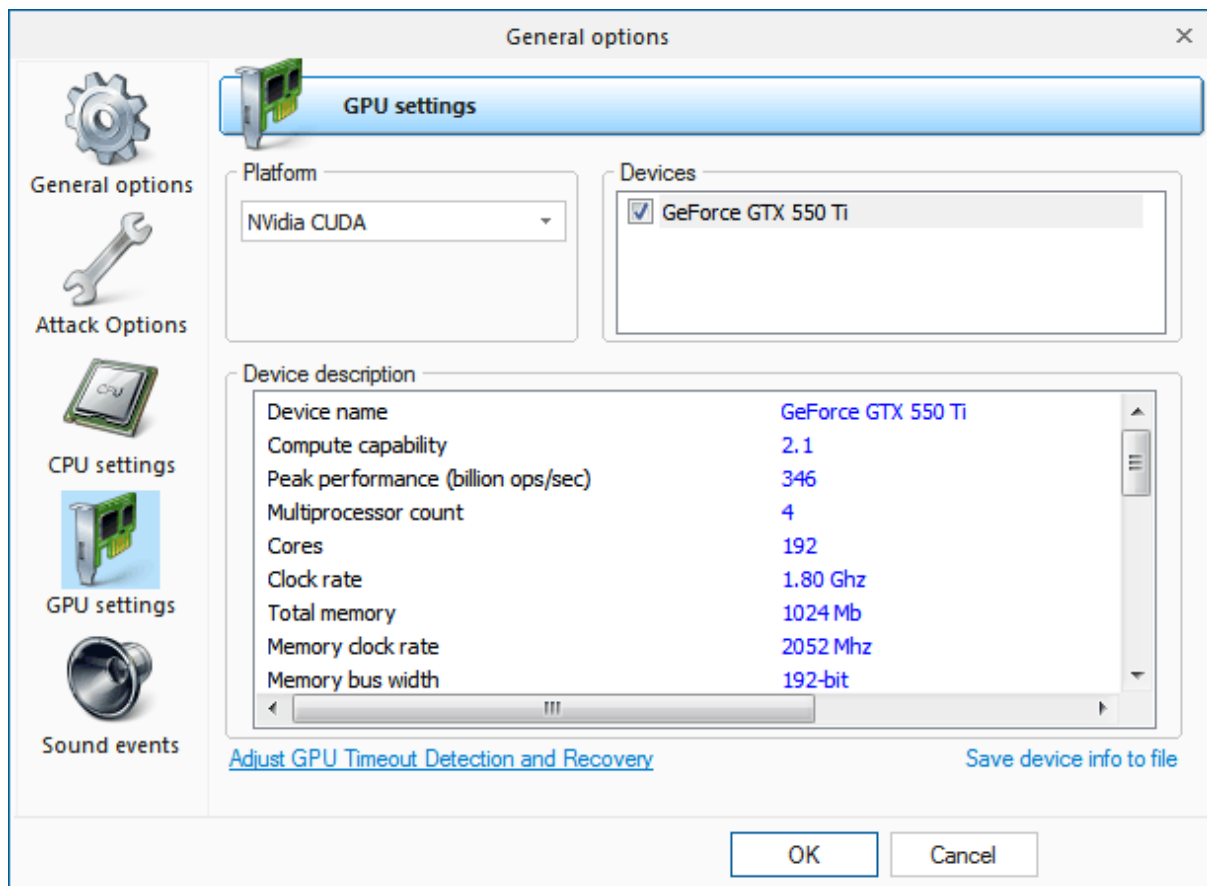 General options
General options
Attack Options
CPU
CPU settings
GPU settings
Sound events
GPU settings
Platform
NVidia CUDA
Devices
GeForce GTX 550 Ti
Device description
Device name GeForce GTX 550 Ti
Compute capability 2.1
Peak performance (billion ops/sec) 346
Multiprocessor count 4
Cores 192
Clock rate 1.80 Ghz
Total memory 1024 Mb
Memory clock rate 2052 Mhz
Memory bus width 192-bit
Adjust GPU Timeout Detection and Recovery Save device info to file
OK Cancel